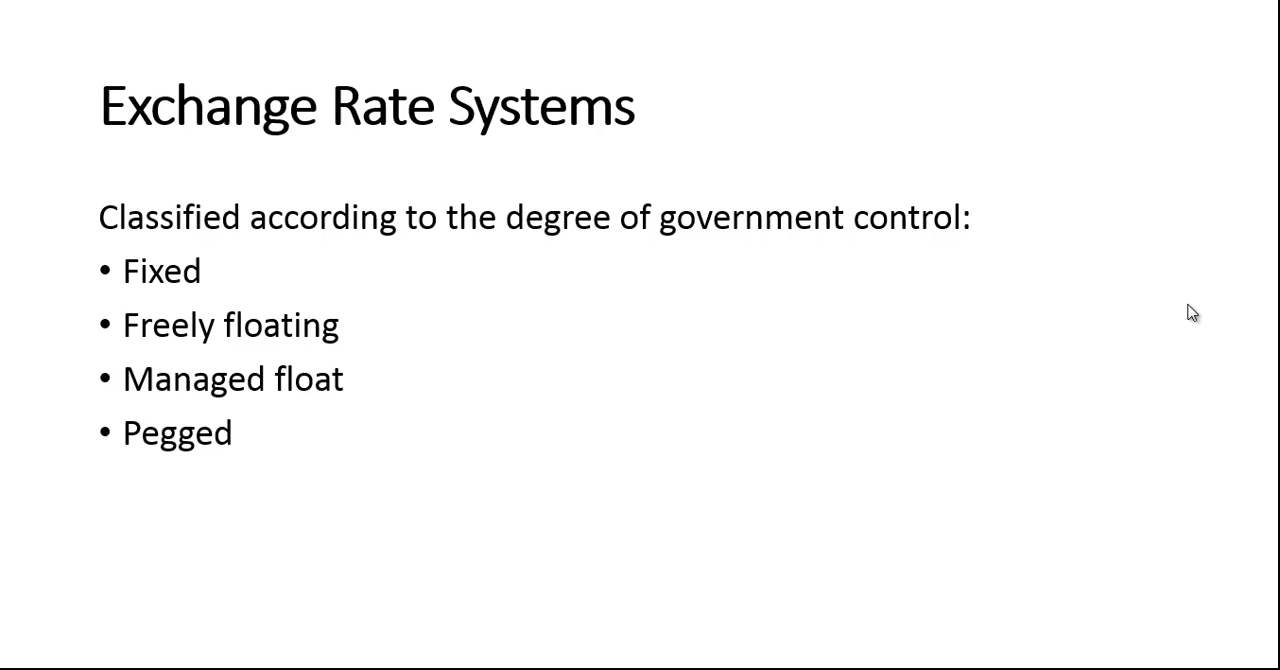 Exchange Rate Systems
Classified according to the degree of government control:
• Fixed
• Freely floating
• Managed float
• Pegged